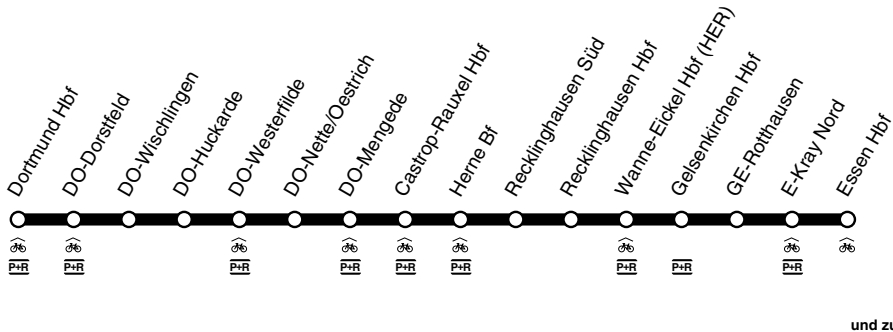 Dortmund Hbf
DO-Dorstfeld
DO-Wischlingen
DO-Huckarde
DO-Westerfilde
DO-Nette/Oestrich
DO-Mengede
Castrop-Rauxel Hbf
Herne Bf
Recklinghausen Süd
Recklinghausen Hbf
Wanne-Eickel Hbf (HER)
Gelsenkirchen Hbf
GE-Rotthausen
E-Kray Nord
Essen Hbf
P+R P+R P+R P+R P+R P+R P+R P+R P+R
und zu